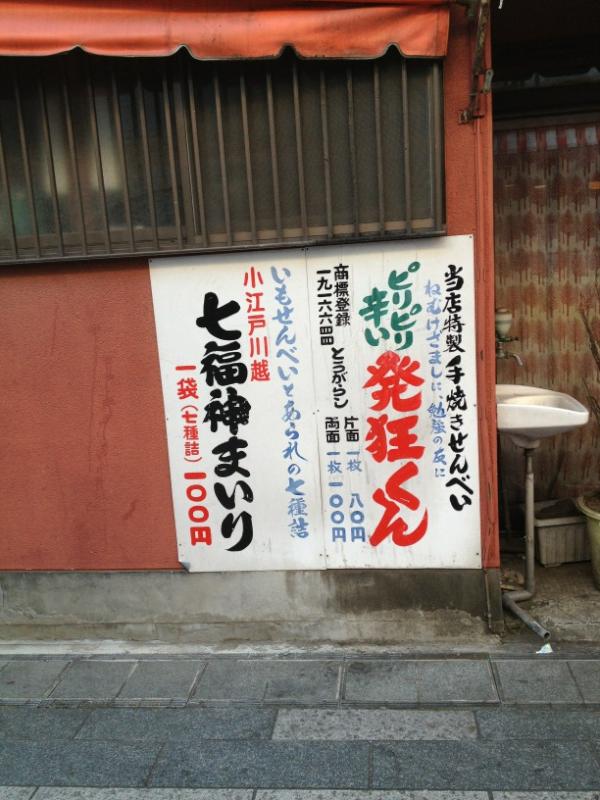 当店特製 手焼きせんべい
ねむけざましに、勉強の友に
ピリピリ
辛い
発狂くん
片面 一枚 八〇円
両面 一枚 一〇〇円
とうがらし
商標登録
一九一六六四四
いもせんべいとあられの七種詰
小江戸川越
七福神まいり
一袋(七種詰)一〇〇円